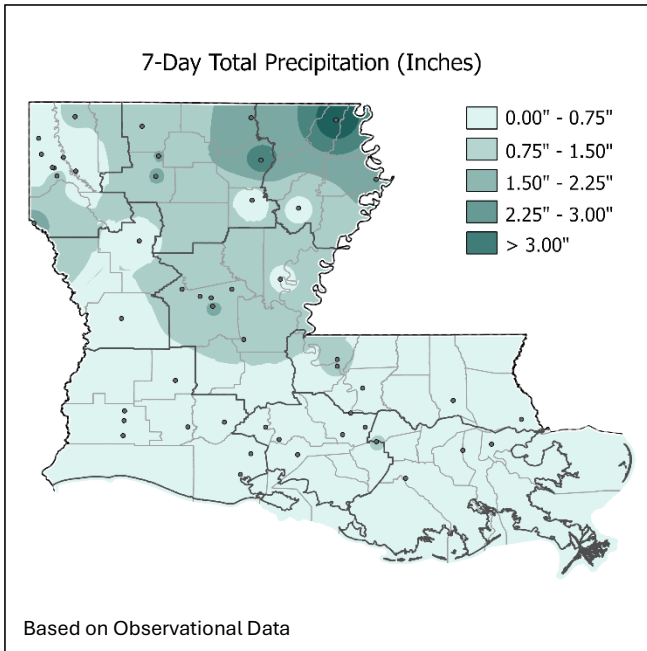 7-Day Total Precipitation (Inches)
0.00" - 0.75"
0.75" - 1.50"
1.50" - 2.25"
2.25" - 3.00"
> 3.00"
Based on Observational Data